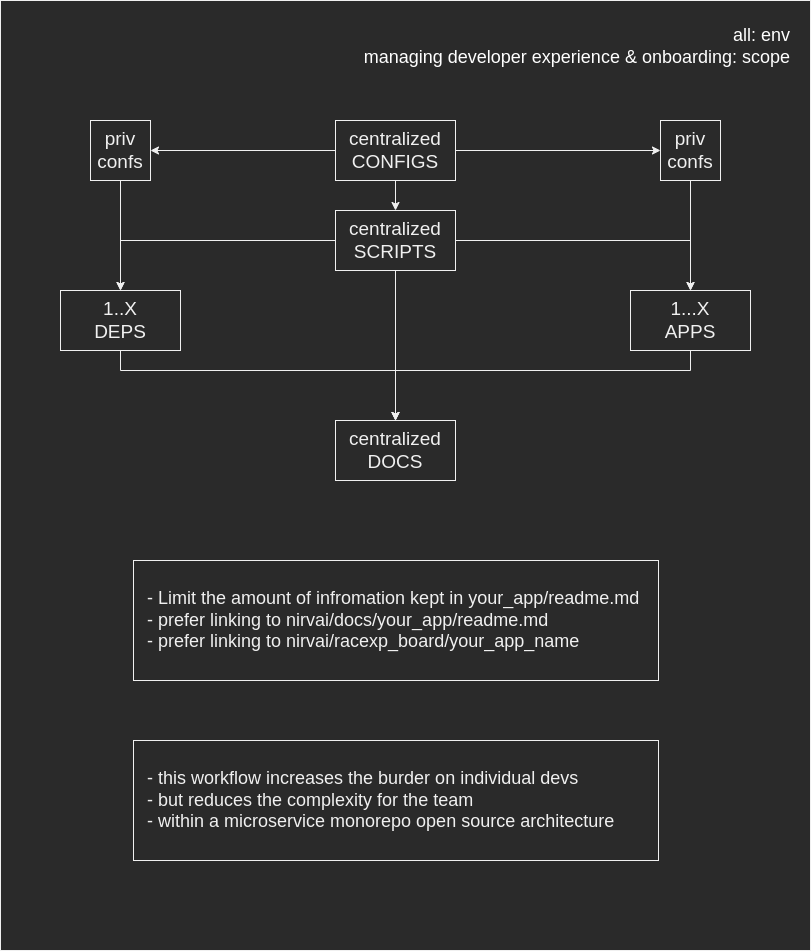 all: env
managing developer experience & onboarding: scope
priv
confs
centralized
CONFIGS
priv
confs
centralized
SCRIPTS
1..X
DEPS
1...X
APPS
centralized
DOCS
- Limit the amount of infromation kept in your_app/readme.md
- prefer linking to nirvai/docs/your_app/readme.md
- prefer linking to nirvai/racexp_board/your_app_name
- this workflow increases the burder on individual devs
- but reduces the complexity for the team
- within a microservice monorepo open source architecture